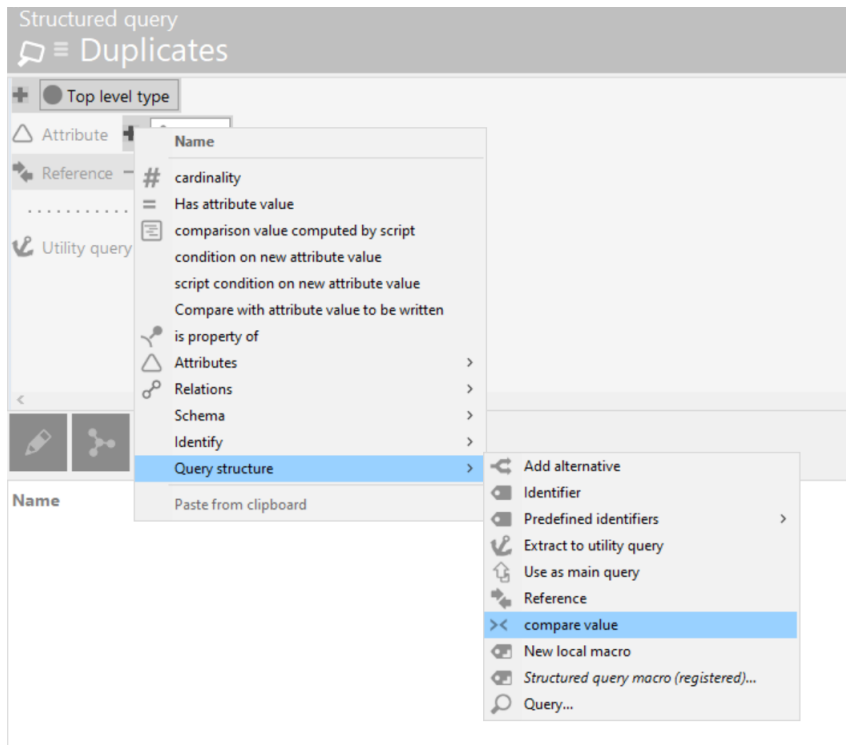 Structured query
Duplicates
Top level type
Attribute
Name
Reference
cardinality
Has attribute value
comparison value computed by script
Utility query
condition on new attribute value
script condition on new attribute value
Compare with attribute value to be written
is property of
Attributes
Relations
Schema
Identify
Query structure
Add alternative
Name
Paste from clipboard
Identifier
Predefined identifiers
Extract to utility query
Use as main query
Reference
compare value
New local macro
Structured query macro (registered)...
Query...